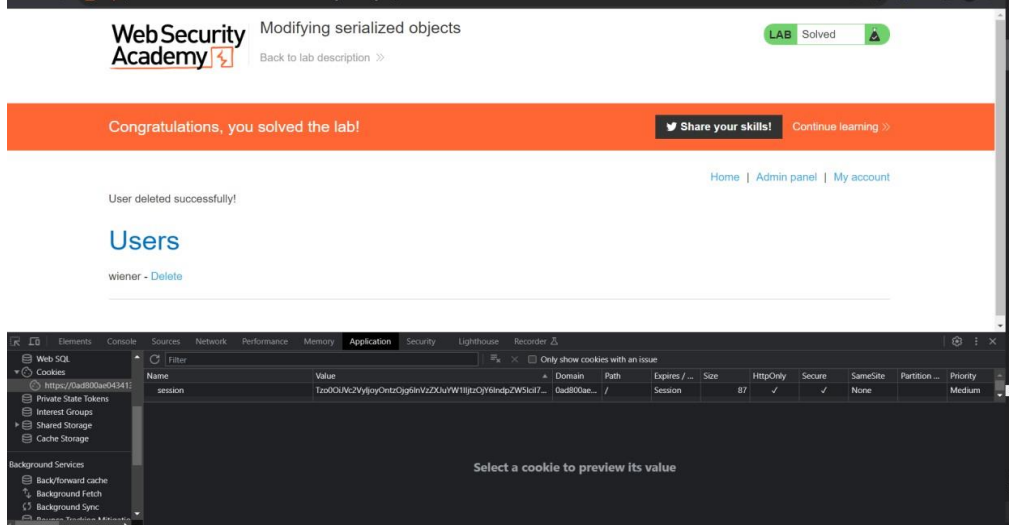 Web Security
Academy
Modifying serialized objects
Back to lab description >>
LAB Solved
Congratulations, you solved the lab!
Share your skills!
Continue learning >>
Home | Admin panel | My account
User deleted successfully!
Users
wiener - Delete
Elements Console Sources Network Performance Memory Application Security Lighthouse Recorder
Web SQL
Cookies
https://0ad800ae043413
Private State Tokens
Interest Groups
Shared Storage
Cache Storage
Background Services
Back/forward cache
Background Fetch
Background Sync
Filter
Only show cookies with an issue
Name Value Domain Path Expires / ... Size HttpOnly Secure SameSite Partition ... Priority
session 0ad800ae... / Session 87 ✓ ✓ None Medium
Select a cookie to preview its value